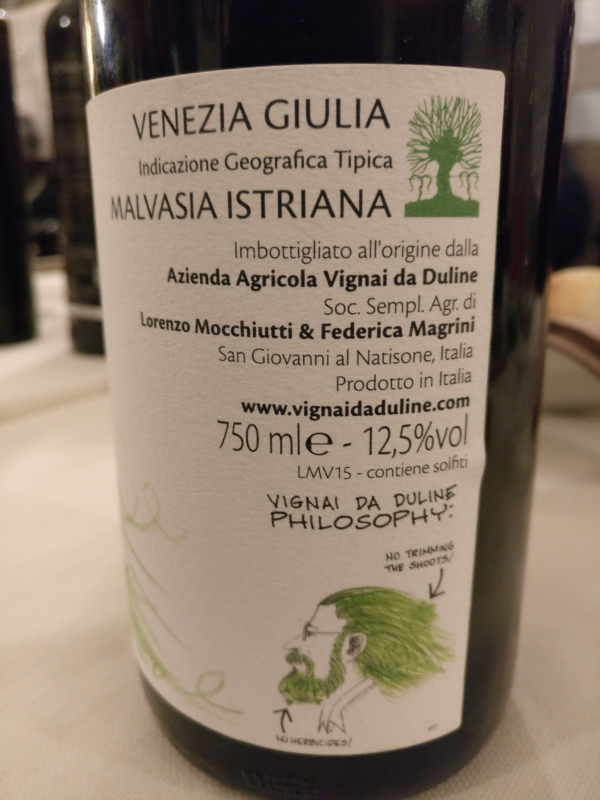 VENEZIA GIULIA
Indicazione Geografica Tipica
MALVASIA ISTRIANA
Imbottigliato all'origine dalla
Azienda Agricola Vignai da Duline
Soc. Sempl. Agr. di
Lorenzo Mocchiutti & Federica Magrini
San Giovanni al Natisone, Italia
Prodotto in Italia
www.vignaidaduline.com
750 ml e - 12,5%vol
LMV15 - contiene solfiti
VIGNAI DA DULINE
PHILOSOPHY:
NO TRIMMING
THE SHOOTS!
NO HERBICIDES!